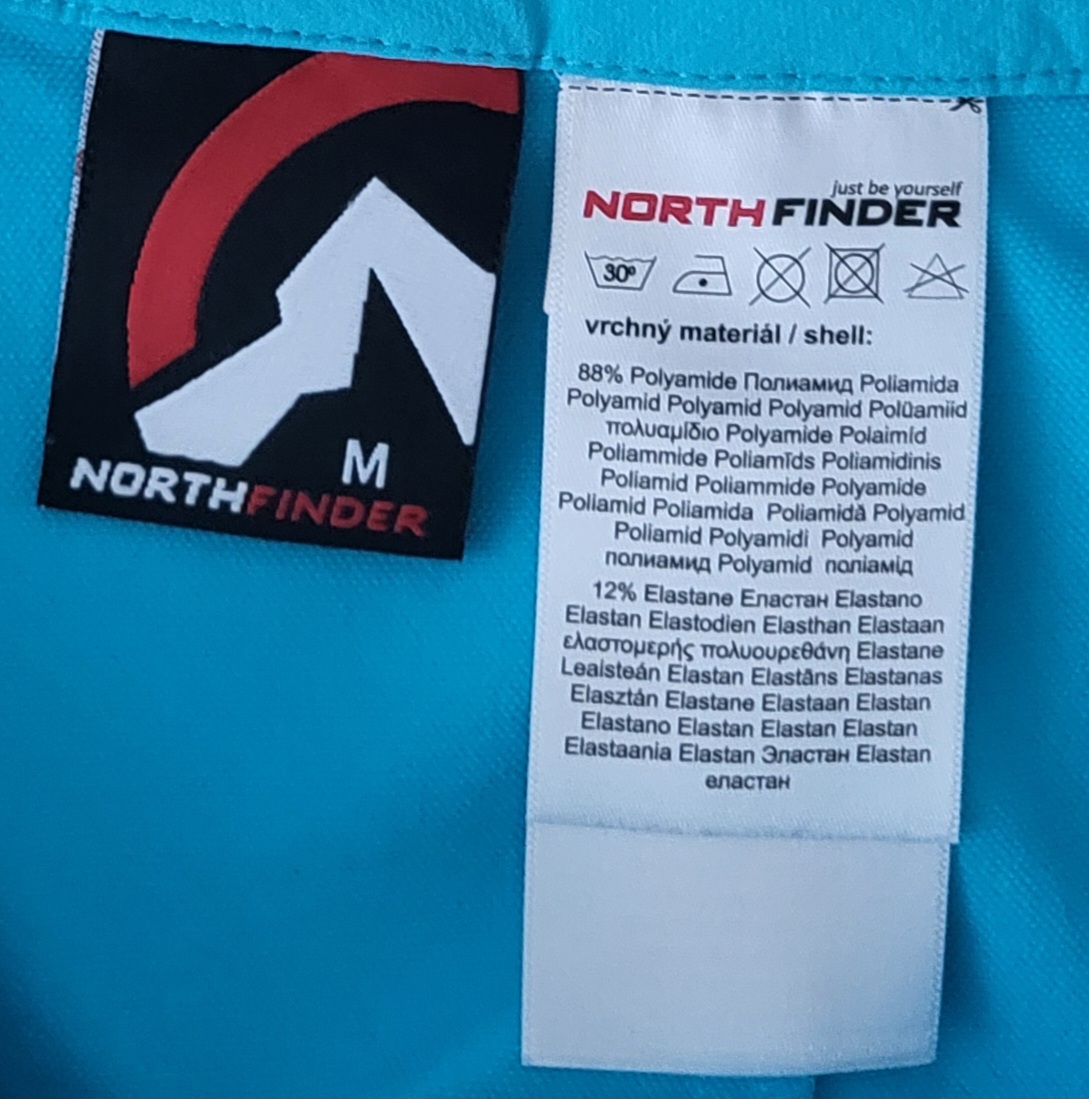 M
NORTHFINDER
just be yourself
NORTHFINDER
30º
vrchný materiál / shell:
88% Polyamide Полиамид Poliamida
Polyamid Polyamid Polyamid Polüamiid
πολυαμίδιο Polyamide Polaimíd
Poliammide Poliamīds Poliamidinis
Poliamid Poliammide Polyamide
Poliamid Poliamida Poliamidă Polyamid
Poliamid Polyamidi Polyamid
полиамид Polyamid поліамід
12% Elastane Еластан Elastano
Elastan Elastodien Elasthan Elastaan
ελαστομερής πολυουρεθάνη Elastane
Leaisteán Elastan Elastāns Elastanas
Elasztán Elastane Elastaan Elastan
Elastano Elastan Elastan Elastan
Elastaania Elastan Эластан Elastan
еластан